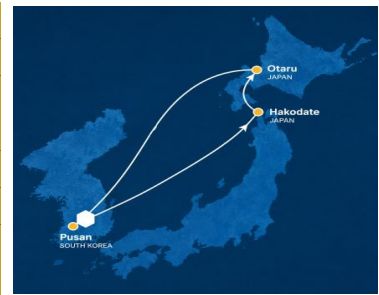 Otaru
JAPAN
Hakodate
JAPAN
Pusan
SOUTH KOREA